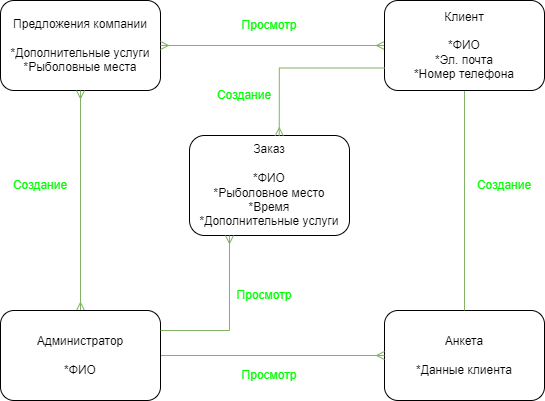 Предложения компании
*Дополнительные услуги
*Рыболовные места
Просмотр
Клиент
*ФИО
*Эл. почта
*Номер телефона
Создание
Заказ
*ФИО
*Рыболовное место
*Время
*Дополнительные услуги
Создание
Создание
Просмотр
Администратор
*ФИО
Просмотр
Анкета
*Данные клиента